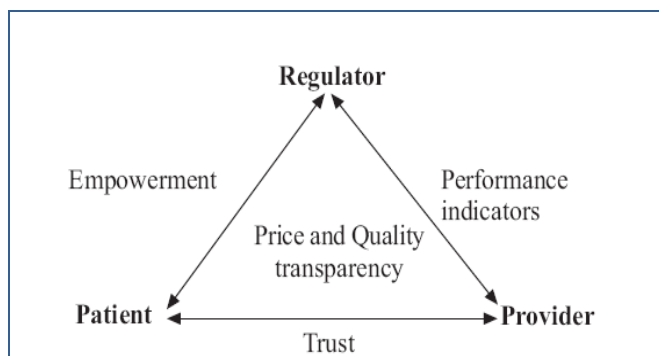 Regulator
Empowerment
Performance
indicators
Price and Quality
transparency
Patient
Provider
Trust